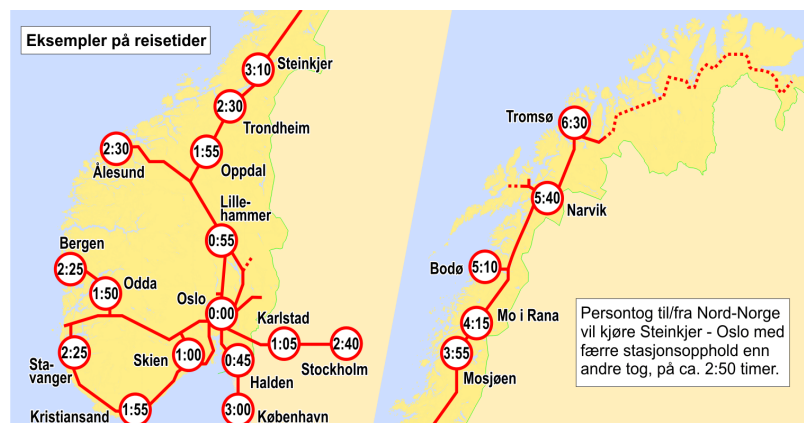 Eksempler på reisetider
3:10
Steinkjer
2:30
Trondheim
2:30
Ålesund
1:55
Oppdal
Lille-
hammer
0:55
Bergen
2:25
Odda
1:50
Oslo
0:00
Karlstad
1:05
2:40
Stockholm
2:25
Sta-
vanger
Skien
1:00
0:45
Halden
1:55
Kristiansand
3:00
København
Tromsø
6:30
5:40
Narvik
Bodø
5:10
Mo i Rana
4:15
3:55
Mosjøen
Persontog til/fra Nord-Norge
vil kjøre Steinkjer - Oslo med
færre stasjonsopphold enn
andre tog, på ca. 2:50 timer.